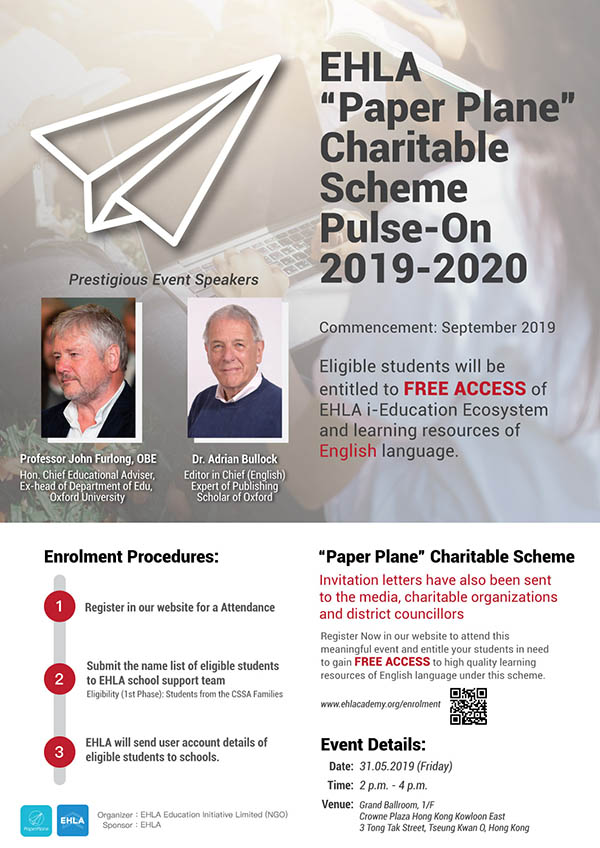 EHLA
“Paper Plane”
Charitable
Scheme
Pulse-On
2019-2020
Prestigious Event Speakers
Professor John Furlong, OBE
Hon. Chief Educational Adviser,
Ex-head of Department of Edu,
Oxford University
Dr. Adrian Bullock
Editor in Chief (English)
Expert of Publishing
Scholar of Oxford
Commencement: September 2019
Eligible students will be
entitled to FREE ACCESS of
EHLA i-Education Ecosystem
and learning resources of
English language.
Enrolment Procedures:
1
Register in our website for a Attendance
2
Submit the name list of eligible students
to EHLA school support team
Eligibility (1st Phase): Students from the CSSA Families
3
EHLA will send user account details of
eligible students to schools.
PaperPlane
EHLA
Organizer : EHLA Education Initiative Limited (NGO)
Sponsor : EHLA
“Paper Plane” Charitable Scheme
Invitation letters have also been sent
to the media, charitable organizations
and district councillors
Register Now in our website to attend this
meaningful event and entitle your students in need
to gain FREE ACCESS to high quality learning
resources of English language under this scheme.
www.ehlacademy.org/enrolment
Event Details:
Date: 31.05.2019 (Friday)
Time: 2 p.m. - 4 p.m.
Venue: Grand Ballroom, 1/F
Crowne Plaza Hong Kong Kowloon East
3 Tong Tak Street, Tseung Kwan O, Hong Kong